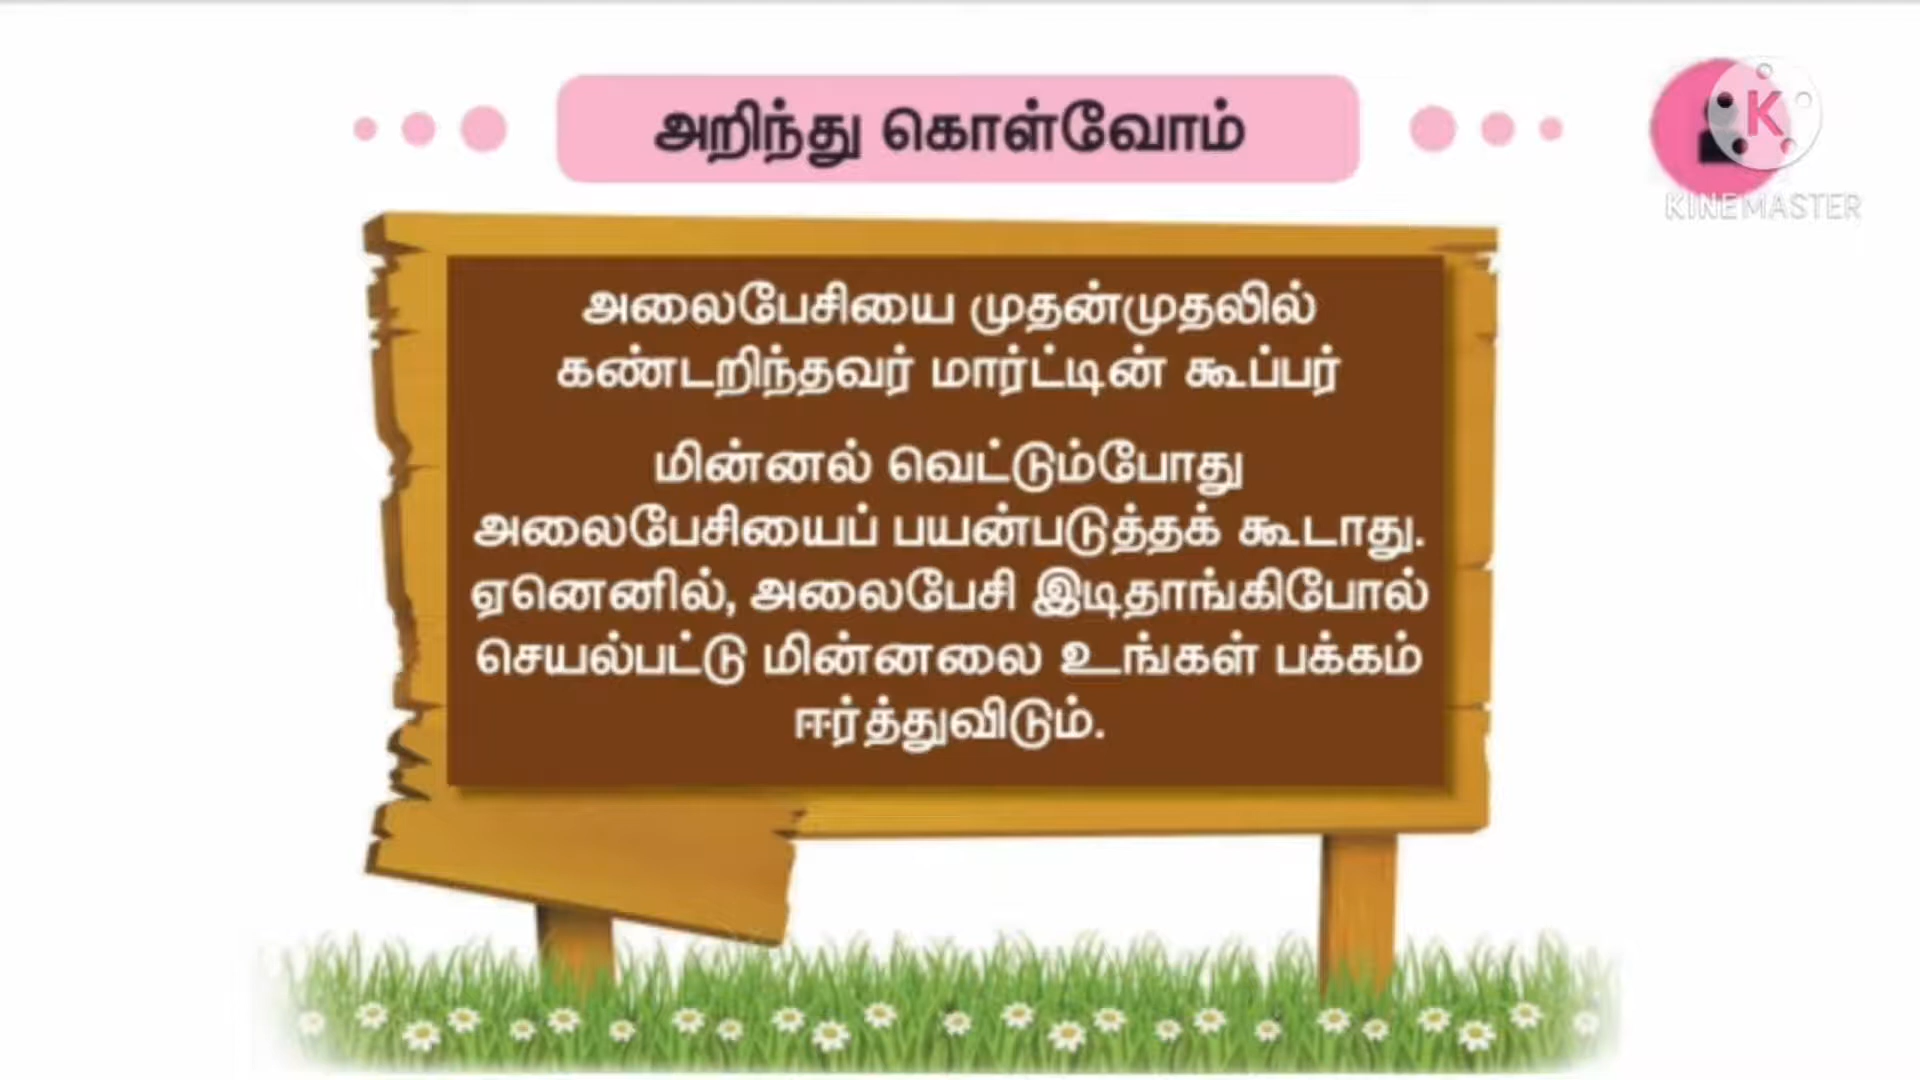 அறிந்து கொள்வோம்
KINEMASTER
அலைபேசியை முதன்முதலில்
கண்டறிந்தவர் மார்ட்டின் கூப்பர்
மின்னல் வெட்டும்போது
அலைபேசியைப் பயன்படுத்தக் கூடாது.
ஏனெனில், அலைபேசி இடிதாங்கிபோல்
செயல்பட்டு மின்னலை உங்கள் பக்கம்
ஈர்த்துவிடும்.